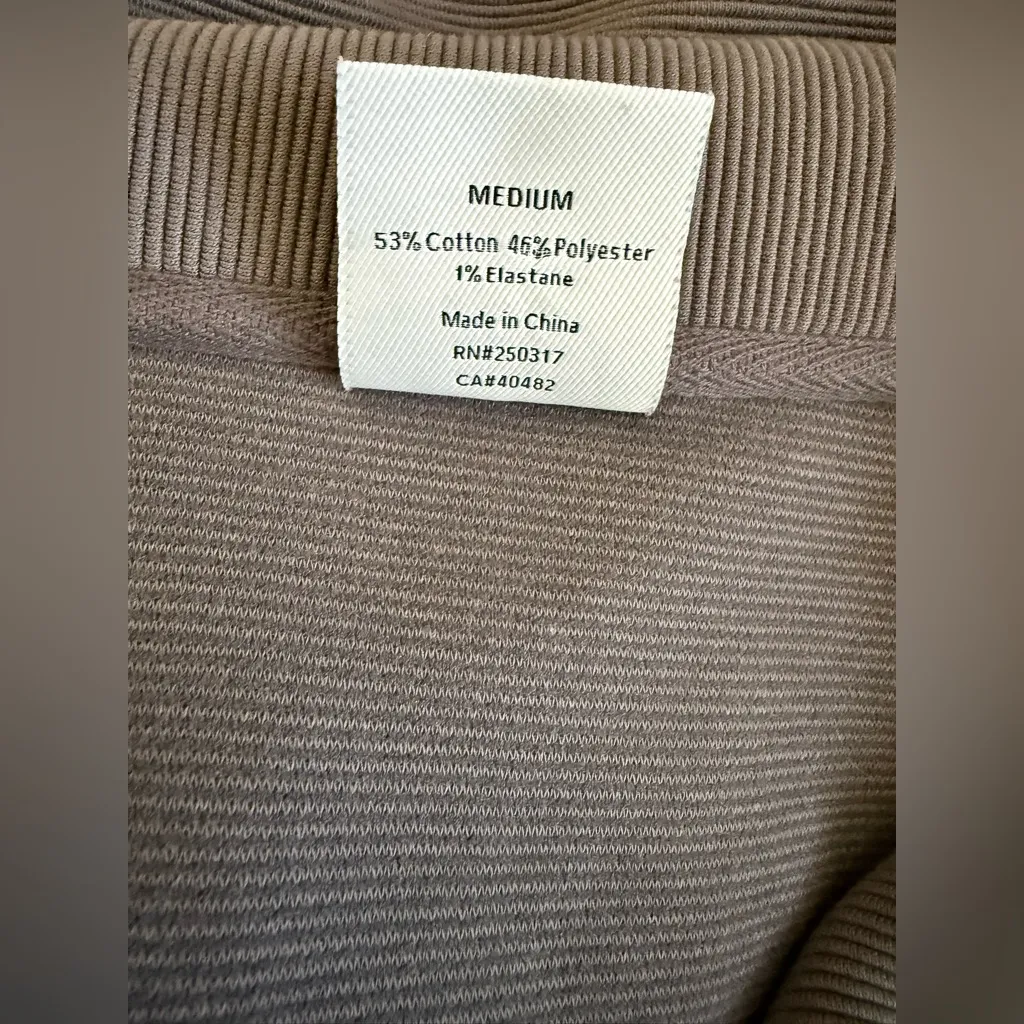 MEDIUM
53% Cotton 46% Polyester
1% Elastane
Made in China
RN#250317
CA#40482